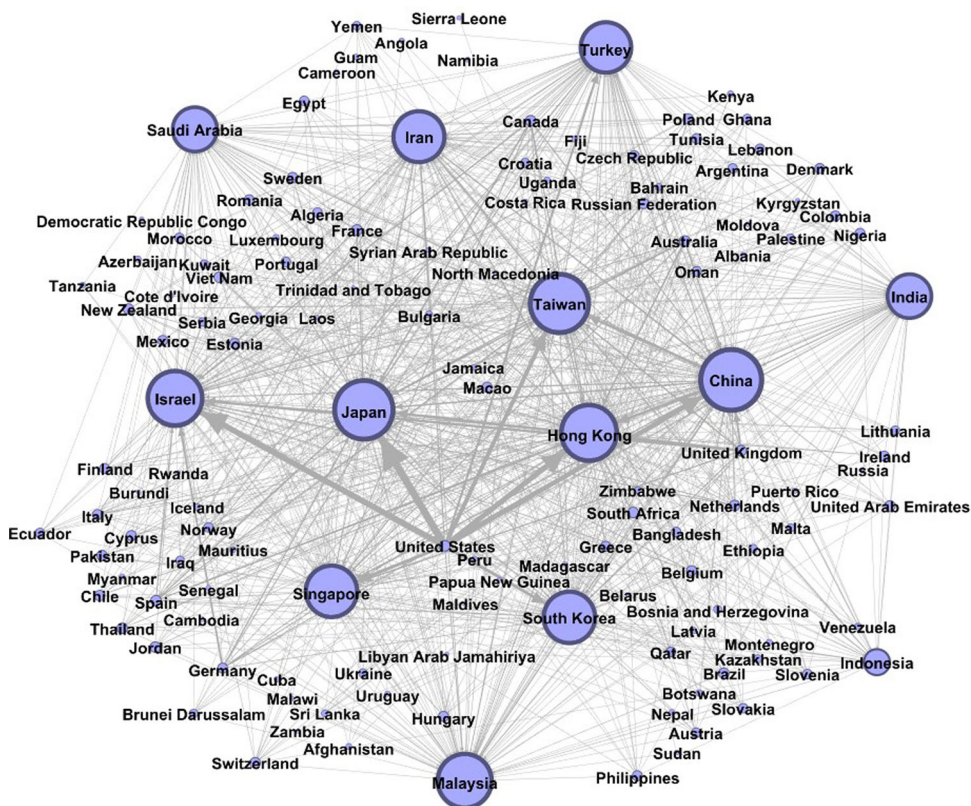 Sierra Leone
Yemen
Angola
Turkey
Guam
Namibia
Cameroon
Kenya
Egypt
Canada
Poland
Ghana
Saudi Arabia
Iran
Fiji
Tunisia
Lebanon
Czech Republic
Croatia
Argentina
Denmark
Sweden
Uganda
Bahrain
Romania
Costa Rica
Russian Federation
Kyrgyzstan
Algeria
Colombia
Democratic Republic Congo
France
Moldova
Nigeria
Morocco
Luxembourg
Australia
Palestine
Syrian Arab Republic
Albania
Azerbaijan
Kuwait
Portugal
Oman
Viet Nam
North Macedonia
Tanzania
Trinidad and Tobago
Cote d'Ivoire
Taiwan
India
New Zealand
Serbia
Georgia
Laos
Bulgaria
Mexico
Estonia
Jamaica
China
Macao
Israel
Japan
Hong Kong
Lithuania
United Kingdom
Ireland
Finland
Rwanda
Russia
Burundi
Zimbabwe
Puerto Rico
Iceland
Netherlands
United Arab Emirates
Italy
South Africa
Norway
Malta
Ecuador
Cyprus
Bangladesh
United States
Greece
Mauritius
Ethiopia
Pakistan
Iraq
Peru
Madagascar
Belgium
Myanmar
Papua New Guinea
Senegal
Singapore
Chile
Belarus
Spain
Maldives
Bosnia and Herzegovina
Cambodia
South Korea
Thailand
Latvia
Venezuela
Jordan
Montenegro
Qatar
Libyan Arab Jamahiriya
Kazakhstan
Indonesia
Germany
Ukraine
Brazil
Slovenia
Cuba
Uruguay
Botswana
Malawi
Brunei Darussalam
Sri Lanka
Hungary
Nepal
Slovakia
Zambia
Austria
Afghanistan
Sudan
Switzerland
Philippines
Malaysia